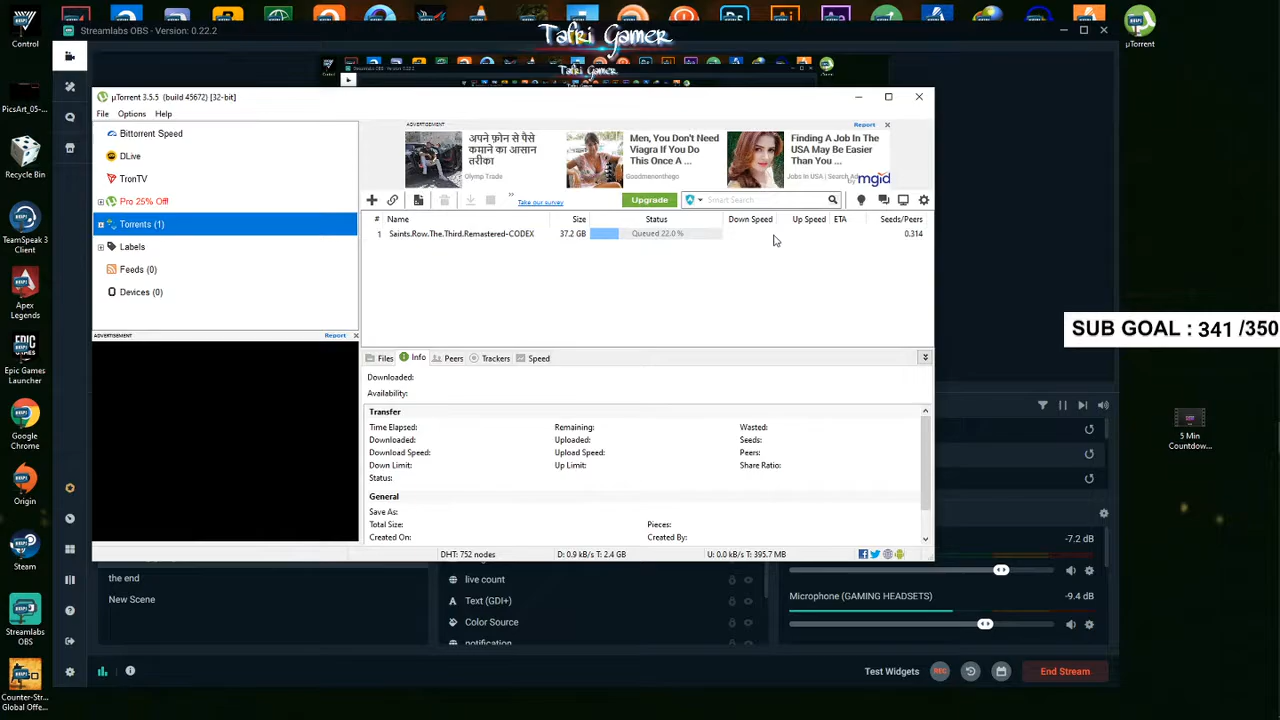 Streamlabs OBS - Version: 0.22.2
Tafri Gamer
Control
PicsArt_05-...
Recycle Bin
TeamSpeak 3
Client
Apex
Legends
Epic Games
Launcher
Google
Chrome
Origin
Steam
Streamlabs
OBS
Counter-Str...
Global Offe...
µTorrent
Tafri Gamer
µTorrent 3.5.5 (build 45672) [32-bit]
File Options Help
Bittorrent Speed
DLive
TronTV
Pro 25% Off!
Torrents (1)
Labels
Feeds (0)
Devices (0)
ADVERTISEMENT Report
ADVERTISEMENT Report
अपने फ़ोन से पैसे
कमाने का आसान
तरीका
Olymp Trade
Men, You Don't Need
Viagra If You Do
This Once A ...
Goodmenonthego
Finding A Job In The
USA May Be Easier
Than You ...
Jobs In USA | Search Ad
by mgid
Take our survey
Upgrade
Smart Search
# Name Size Status Down Speed Up Speed ETA Seeds/Peers
1 Saints.Row.The.Third.Remastered-CODEX 37.2 GB Queued 22.0 % 0.314
Files Info Peers Trackers Speed
Downloaded:
Availability:
Transfer
Time Elapsed: Remaining: Wasted:
Downloaded: Uploaded: Seeds:
Download Speed: Upload Speed: Peers:
Down Limit: Up Limit: Share Ratio:
Status:
General
Save As:
Total Size: Pieces:
Created On: Completed On:
DHT: 752 nodes D: 0.9 kB/s T: 2.4 GB U: 0.0 kB/s T: 395.7 MB
SUB GOAL : 341 /350
5 Min
Countdow...
the end
New Scene
live count
Text (GDI+)
Color Source
notification
-7.2 dB
Microphone (GAMING HEADSETS) -9.4 dB
Test Widgets REC End Stream